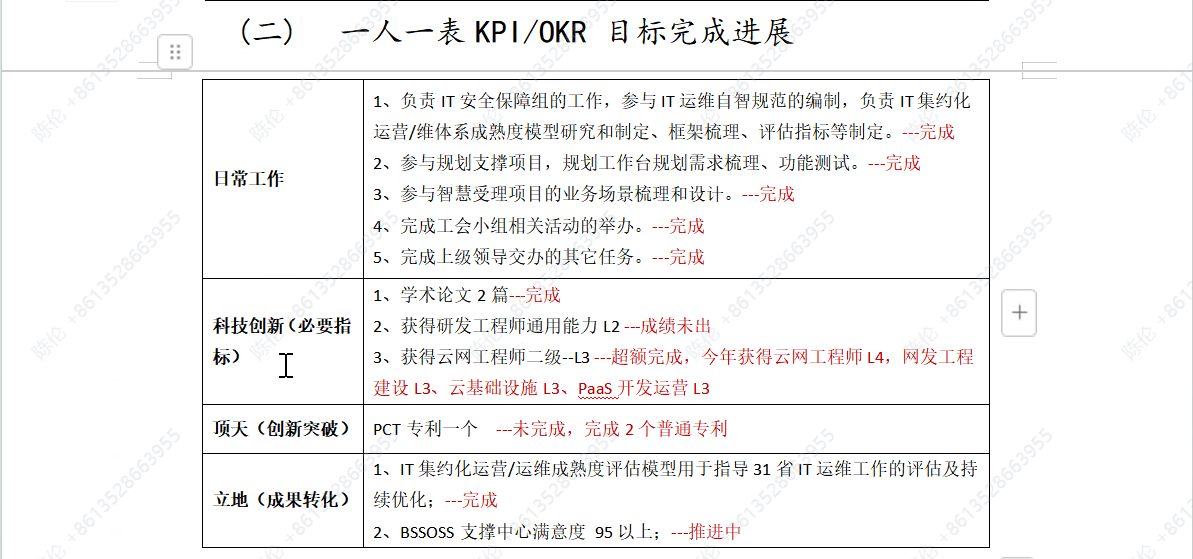 （二） 一人一表 KPI/OKR 目标完成进展
日常工作
1、负责 IT 安全保障组的工作，参与 IT 运维自智规范的编制，负责 IT 集约化
运营/维体系成熟度模型研究和制定、框架梳理、评估指标等制定。---完成
2、参与规划支撑项目，规划工作台规划需求梳理、功能测试。---完成
3、参与智慧受理项目的业务场景梳理和设计。---完成
4、完成工会小组相关活动的举办。---完成
5、完成上级领导交办的其它任务。---完成
科技创新（必要指
标）
1、学术论文 2 篇---完成
2、获得研发工程师通用能力 L2 ---成绩未出
3、获得云网工程师二级--L3 ---超额完成，今年获得云网工程师 L4，网发工程
建设 L3、云基础设施 L3、PaaS 开发运营 L3
顶天（创新突破）
PCT 专利一个 ---未完成，完成 2 个普通专利
立地（成果转化）
1、IT 集约化运营/运维成熟度评估模型用于指导 31 省 IT 运维工作的评估及持
续优化；---完成
2、BSSOSS 支撑中心满意度 95 以上；---推进中
陈伦 +8613528663955